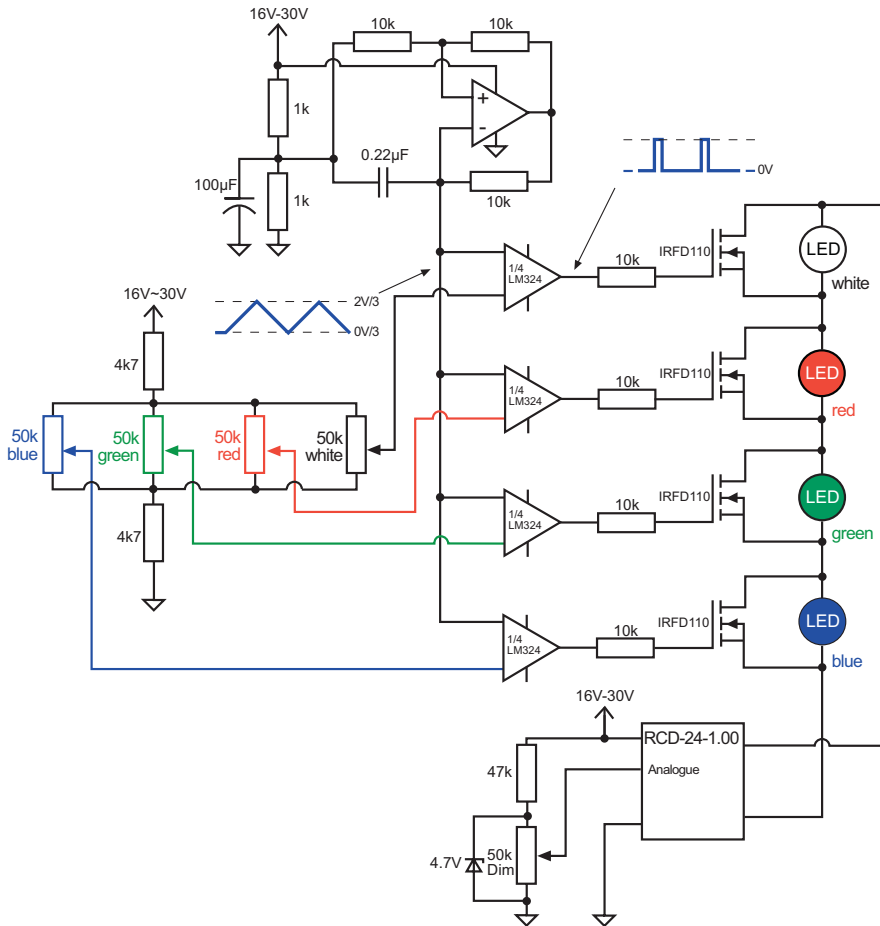 16V-30V
10k
10k
1k
+
-
0.22µF
100µF
1k
10k
0V
IRFD110
LED
white
1/4
LM324
10k
2V/3
0V/3
16V~30V
4k7
1/4
LM324
10k
IRFD110
LED
red
50k
blue
50k
green
50k
red
50k
white
4k7
1/4
LM324
10k
IRFD110
LED
green
1/4
LM324
10k
IRFD110
LED
blue
16V-30V
RCD-24-1.00
Analogue
47k
4.7V
50k
Dim